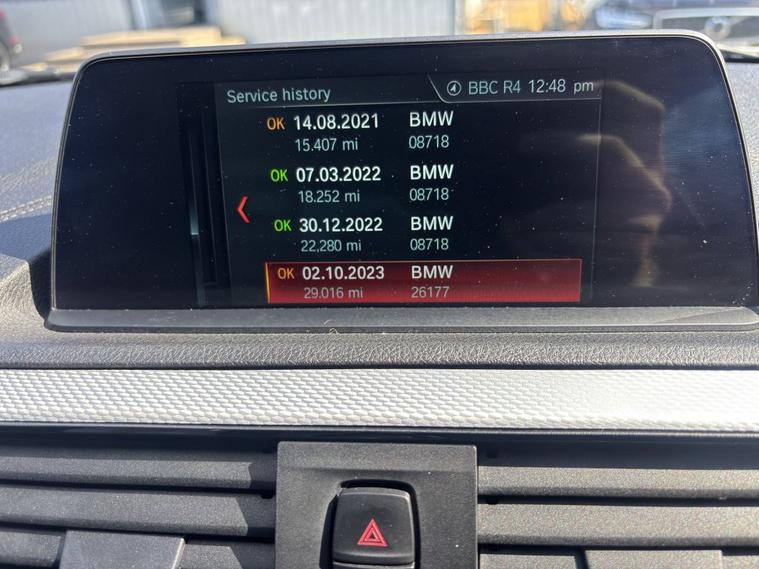 Service history
BBC R4 12:48 pm
OK 14.08.2021 BMW
15.407 mi 08718
OK 07.03.2022 BMW
18.252 mi 08718
OK 30.12.2022 BMW
22,280 mi 08718
OK 02.10.2023 BMW
29.016 mi 26177